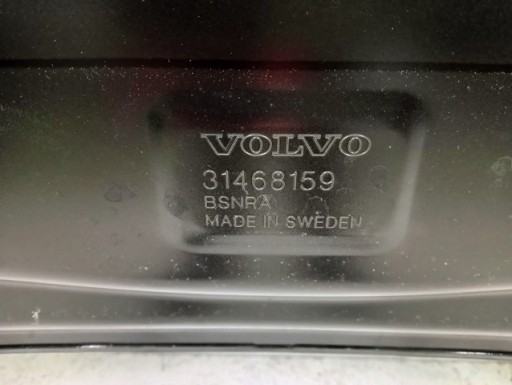 VOLVO
31468159
BSNRA
MADE IN SWEDEN